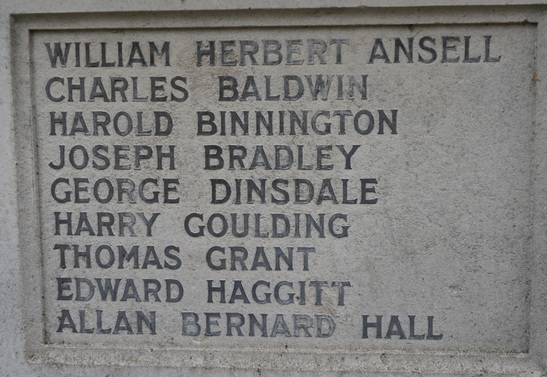 WILLIAM HERBERT ANSELL
CHARLES BALDWIN
HAROLD BINNINGTON
JOSEPH BRADLEY
GEORGE DINSDALE
HARRY GOULDING
THOMAS GRANT
EDWARD HAGGITT
ALLAN BERNARD HALL